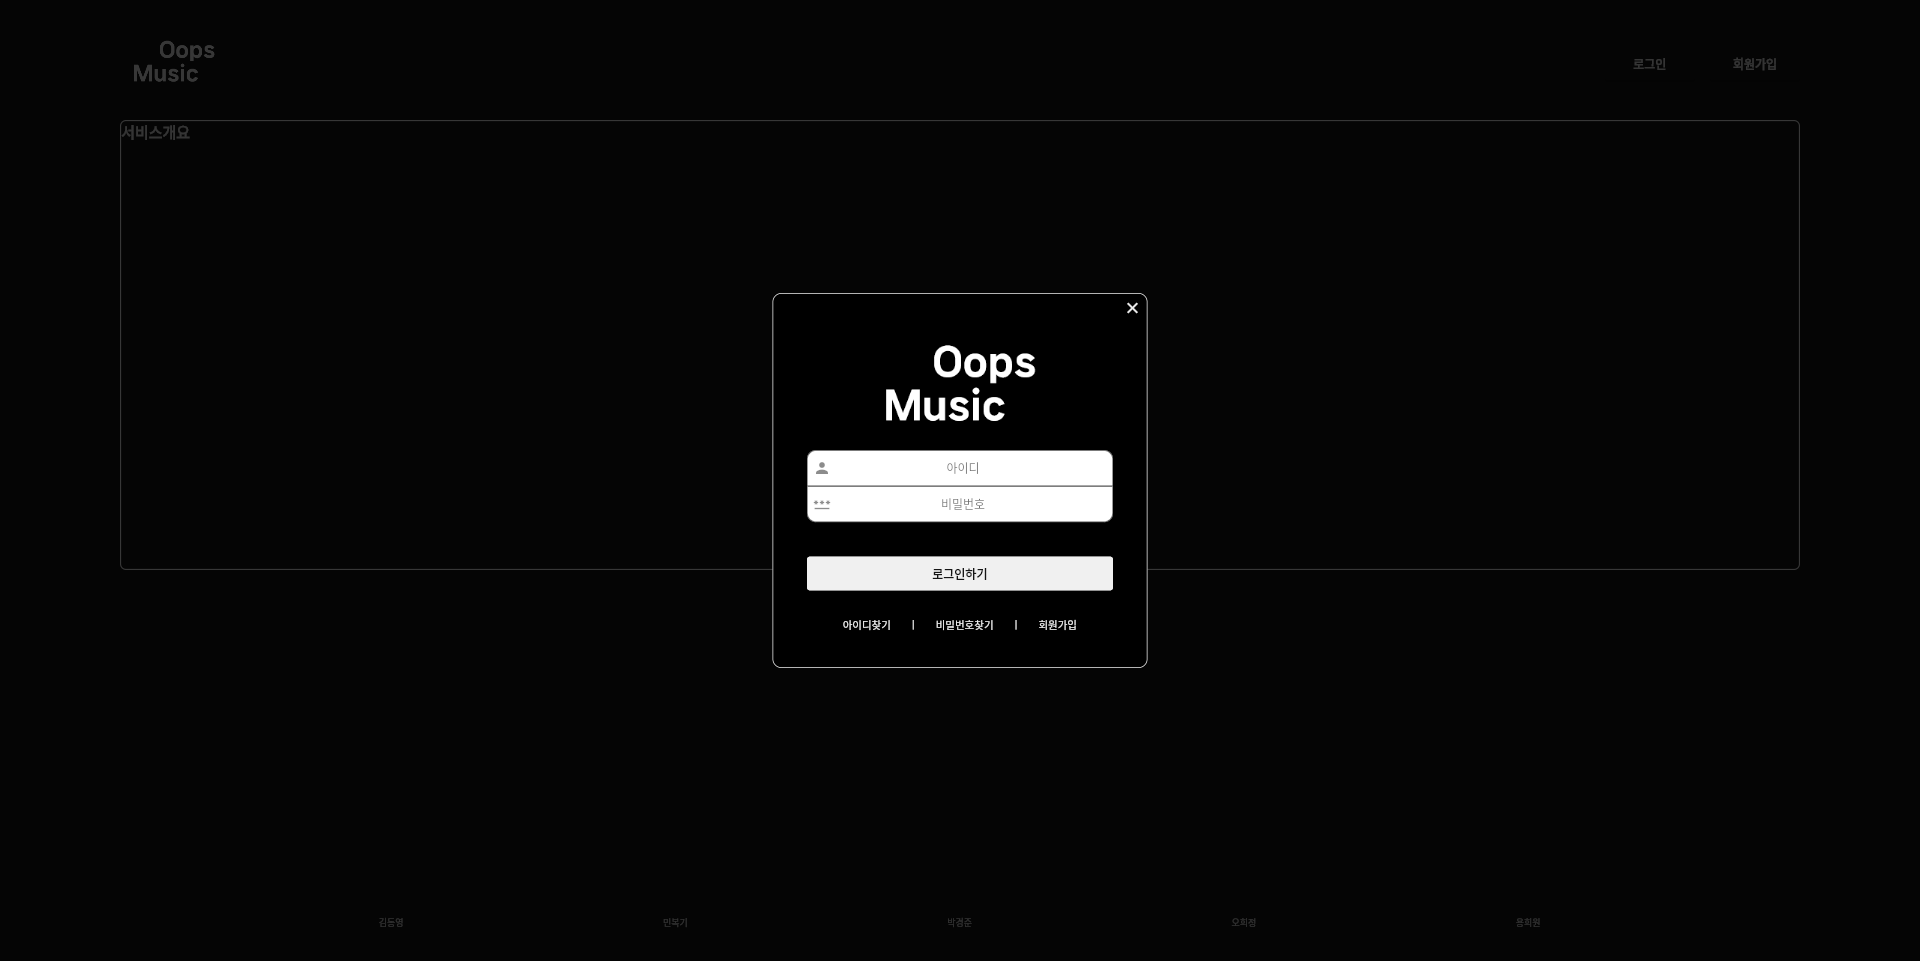 Oops
Music
로그인
회원가입
서비스개요
Oops
Music
아이디
비밀번호
로그인하기
아이디찾기 | 비밀번호찾기 | 회원가입
김동영 민복기 박경준 오희정 용희원